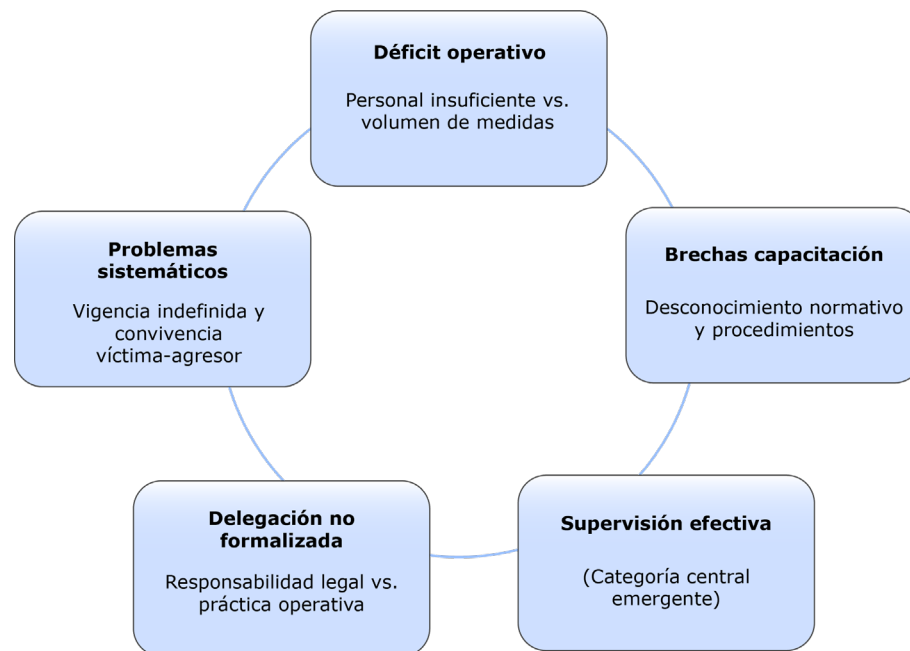 Déficit operativo
Personal insuficiente vs.
volumen de medidas
Brechas capacitación
Desconocimiento normativo
y procedimientos
Supervisión efectiva
(Categoría central
emergente)
Delegación no
formalizada
Responsabilidad legal vs.
práctica operativa
Problemas
sistemáticos
Vigencia indefinida y
convivencia
víctima-agresor